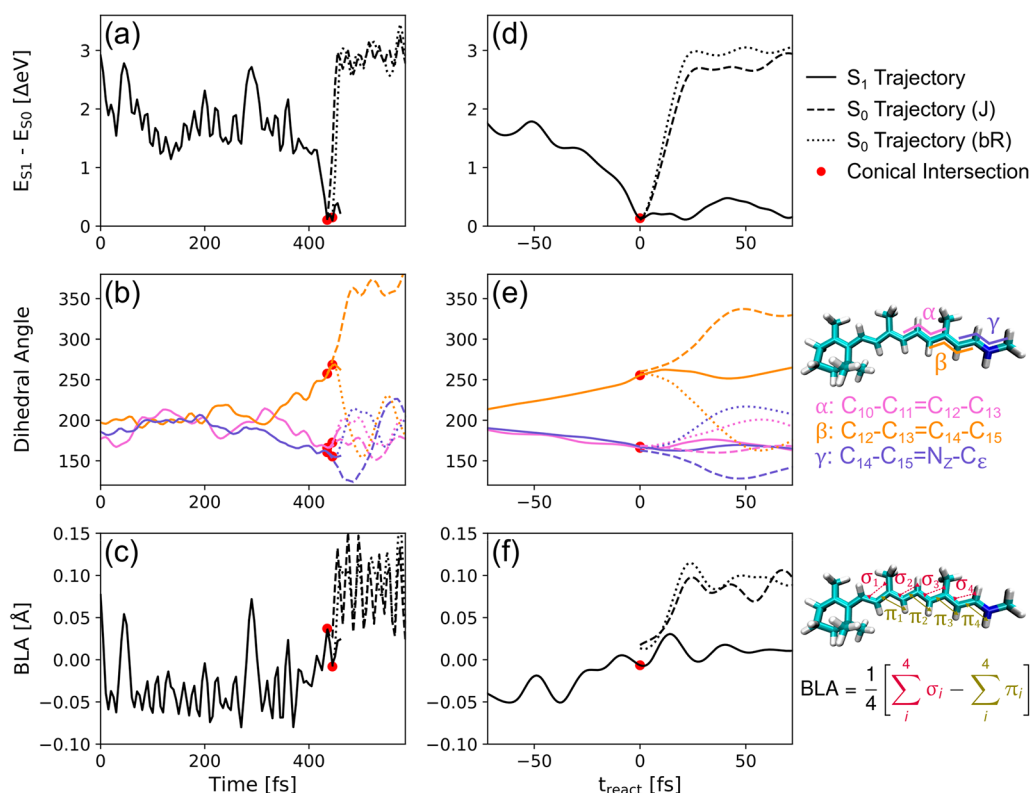 (a)
E_S1 - E_S0 [ΔeV]
3
2
1
0
0 200 400
(d)
3
2
1
0
−50 0 50
S₁ Trajectory
S₀ Trajectory (J)
S₀ Trajectory (bR)
Conical Intersection
(b)
Dihedral Angle
350
300
250
200
150
0 200 400
(e)
350
300
250
200
150
−50 0 50
α
β
γ
α: C₁₀-C₁₁=C₁₂-C₁₃
β: C₁₂-C₁₃=C₁₄-C₁₅
γ: C₁₄-C₁₅=N_Z-C_ε
(c)
BLA [Å]
0.15
0.10
0.05
0.00
−0.05
−0.10
0 200 400
Time [fs]
(f)
0.15
0.10
0.05
0.00
−0.05
−0.10
−50 0 50
t_react [fs]
σ₁ σ₂ σ₃ σ₄
π₁ π₂ π₃ π₄
BLA = 1/4 [∑_i^4 σ_i − ∑_i^4 π_i]